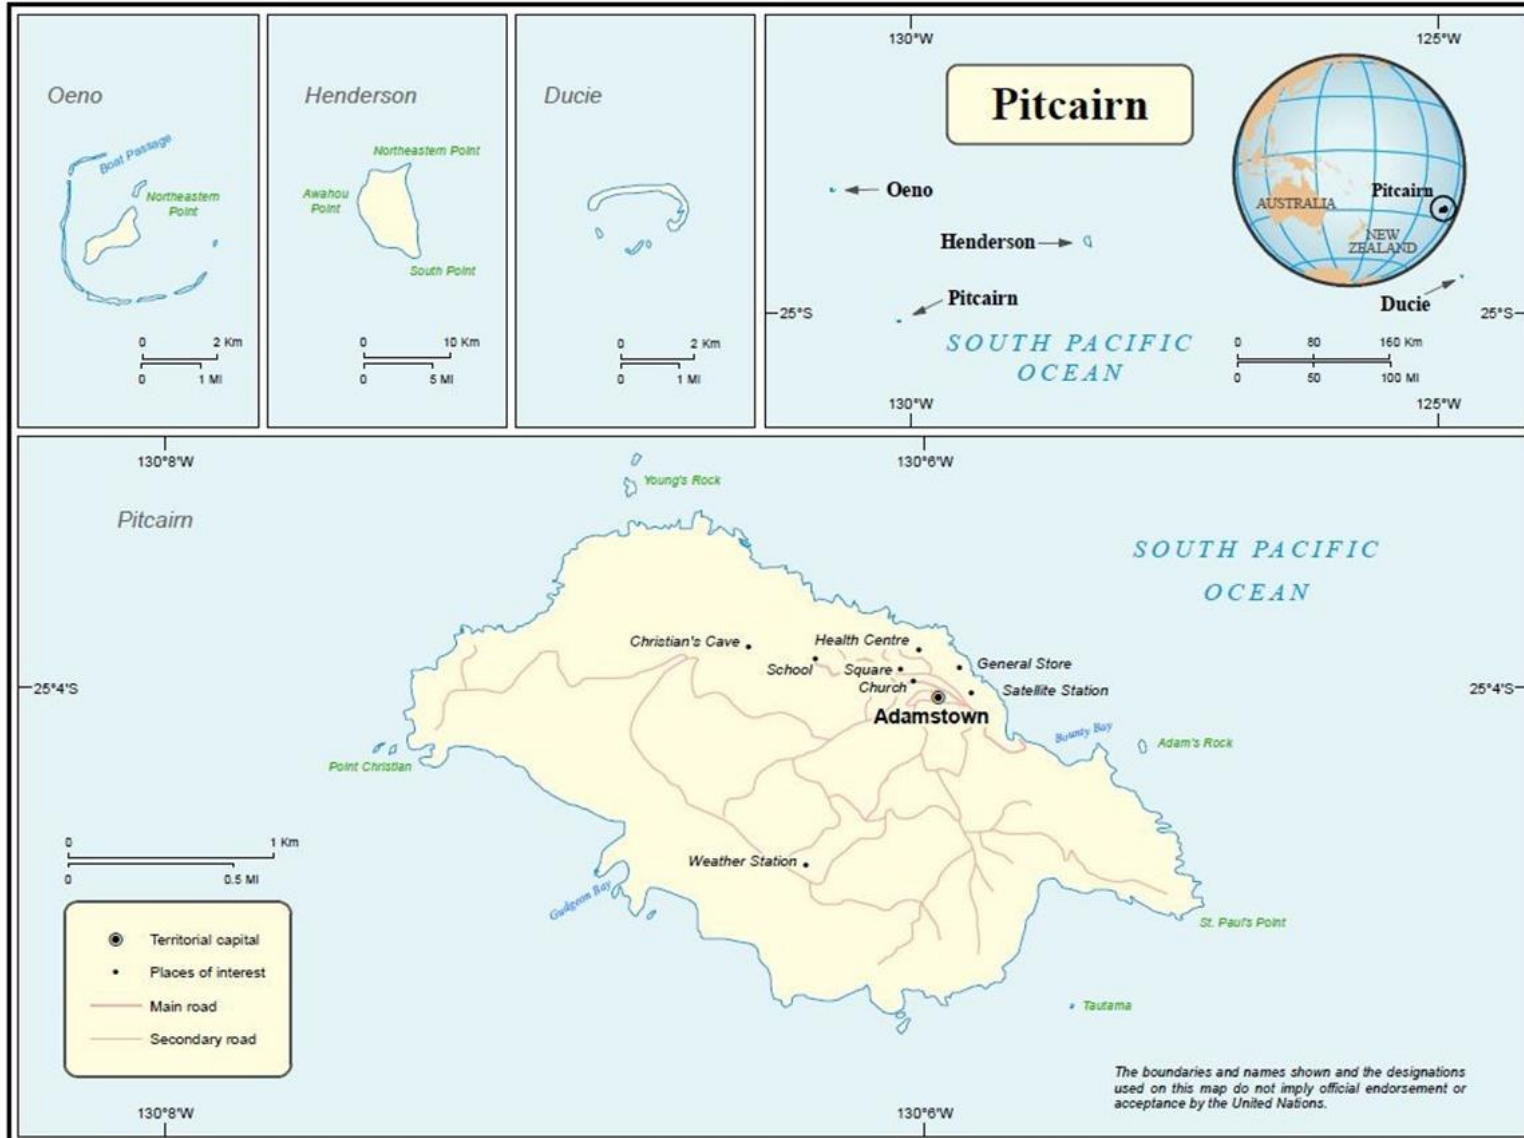 Oeno
Boat Passage
Northeastern
Point
0 2 Km
0 1 MI
Henderson
Northeastern Point
Awahou
Point
South Point
0 10 Km
0 5 MI
Ducie
0 2 Km
0 1 MI
130°W 125°W
Pitcairn
Oeno
Henderson
Pitcairn
AUSTRALIA
NEW
ZEALAND
Pitcairn
Ducie
25°S 25°S
SOUTH PACIFIC
OCEAN
0 80 160 Km
0 50 100 MI
130°W 125°W
130°8'W 130°6'W
Pitcairn
Young's Rock
SOUTH PACIFIC
OCEAN
Christian's Cave
Health Centre
School
Square
General Store
Church
Satellite Station
25°4'S 25°4'S
Adamstown
Bounty Bay
Adam's Rock
Point Christian
0 1 Km
0 0.5 MI
Weather Station
Gudgeon Bay
St. Paul's Point
Tautama
Territorial capital
Places of interest
Main road
Secondary road
The boundaries and names shown and the designations
used on this map do not imply official endorsement or
acceptance by the United Nations.
130°8'W 130°6'W